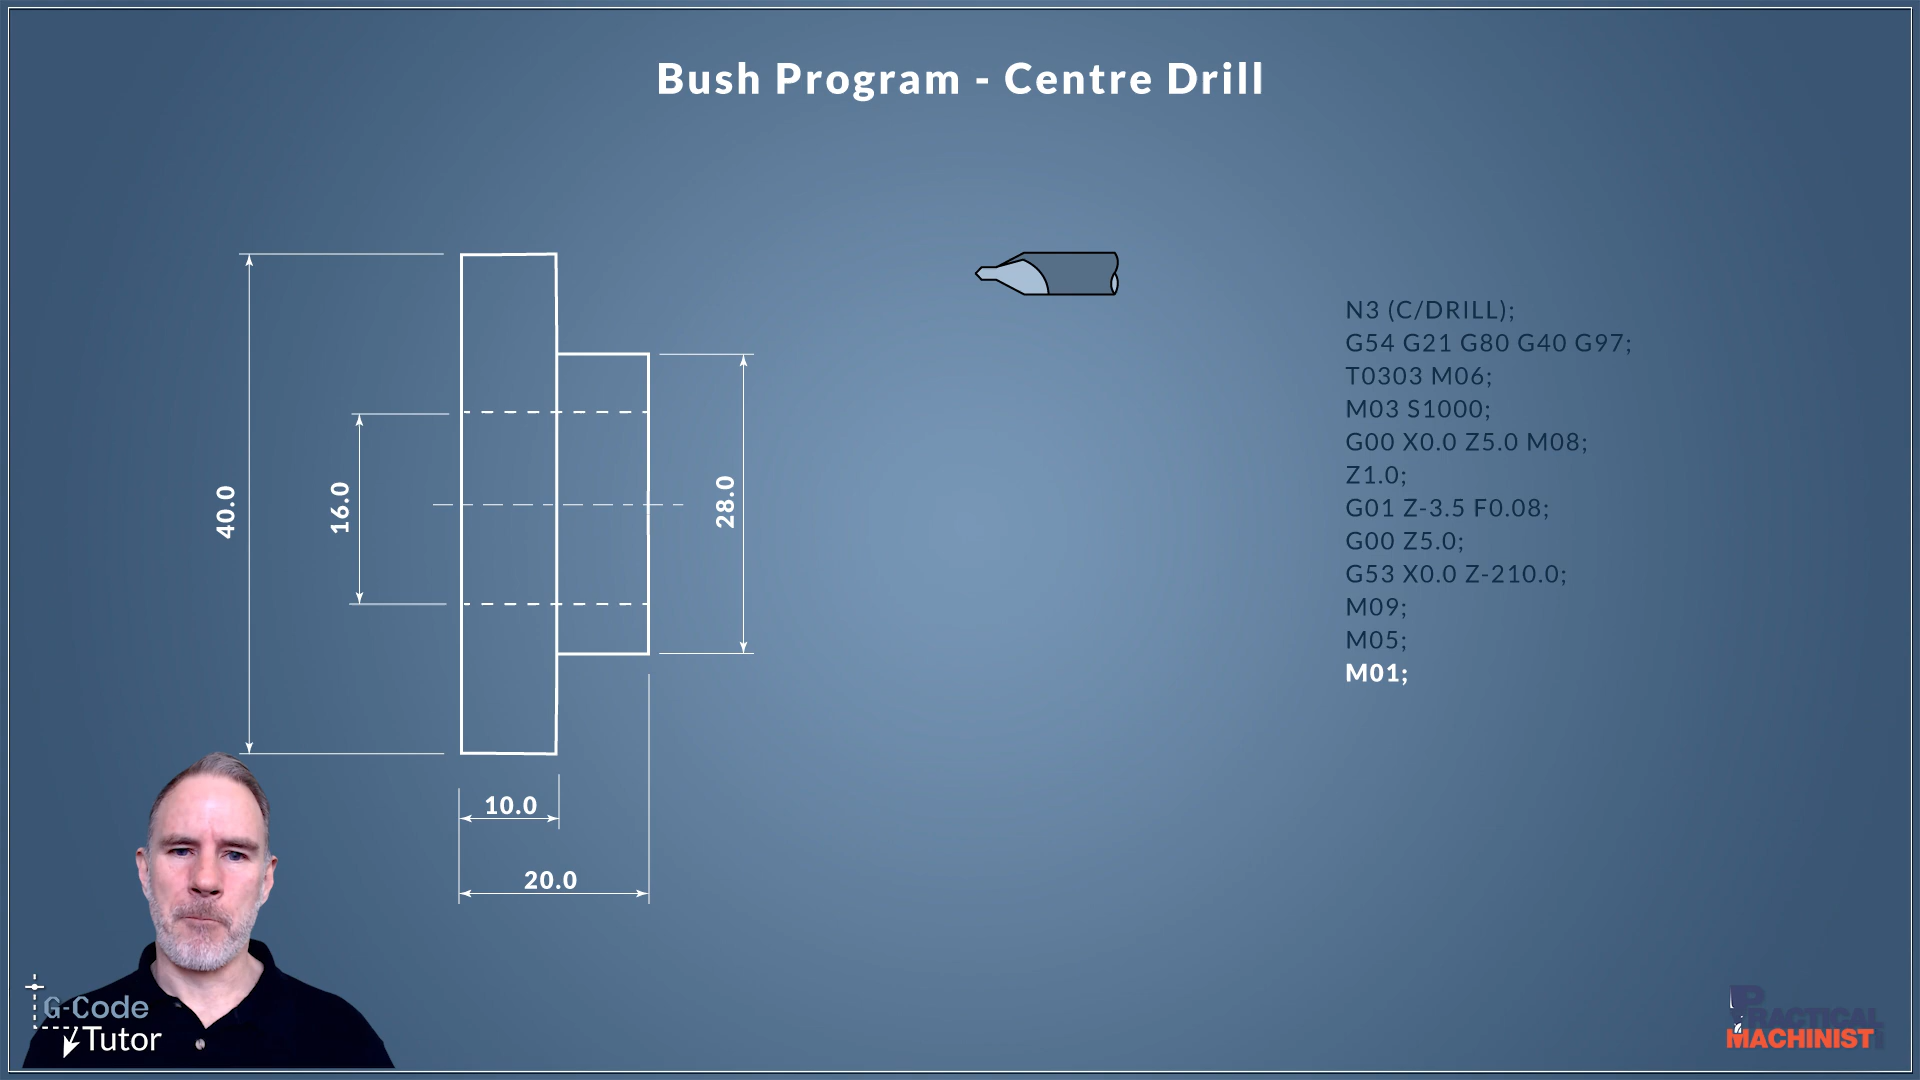 Bush Program - Centre Drill
N3 (C/DRILL);
G54 G21 G80 G40 G97;
T0303 M06;
M03 S1000;
G00 X0.0 Z5.0 M08;
Z1.0;
G01 Z-3.5 F0.08;
G00 Z5.0;
G53 X0.0 Z-210.0;
M09;
M05;
M01;
40.0
16.0
28.0
10.0
20.0
G-Code
Tutor
PRACTICAL
MACHINIST